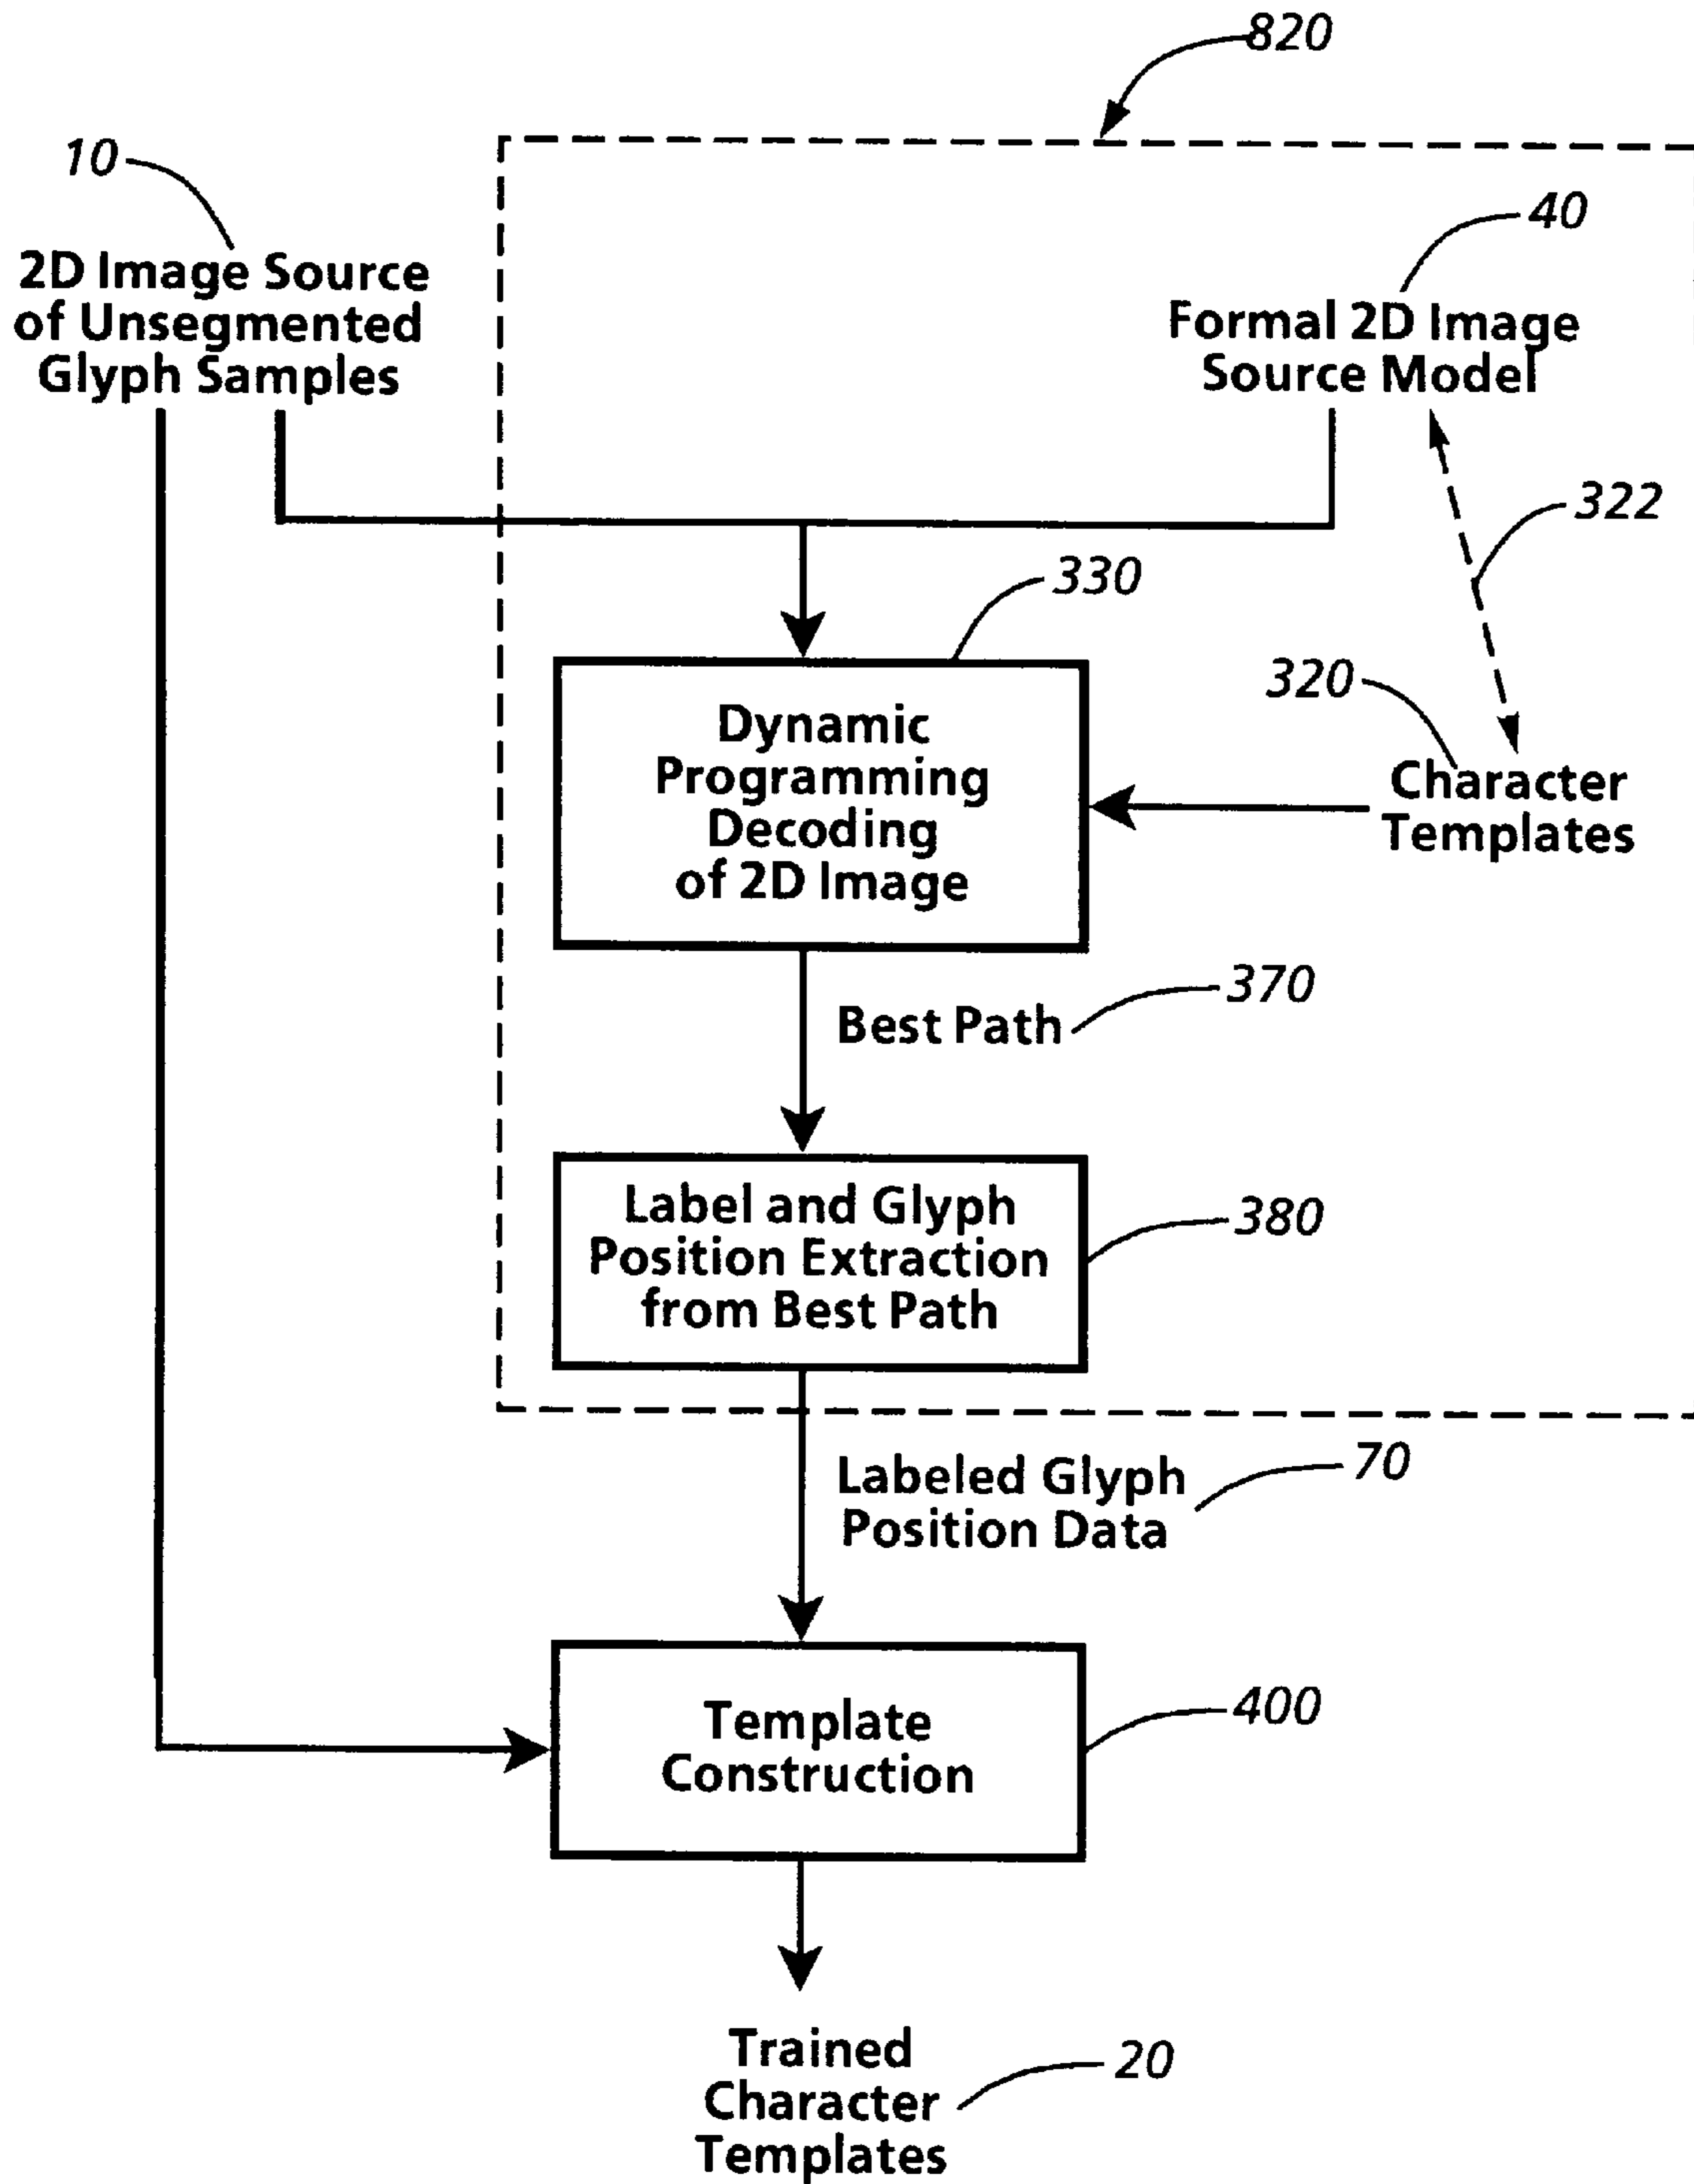 820
10
40
2D Image Source
of Unsegmented
Glyph Samples
Formal 2D Image
Source Model
322
330
320
Dynamic
Programming
Decoding
of 2D Image
Character
Templates
370
Best Path
Label and Glyph
Position Extraction
from Best Path
380
70
Labeled Glyph
Position Data
400
Template
Construction
Trained
Character
Templates
20